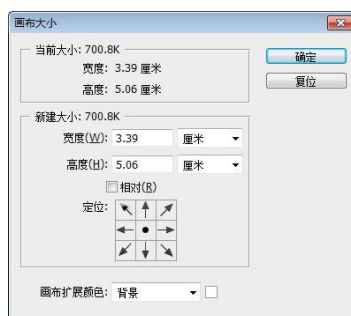 画布大小
当前大小: 700.8K
宽度: 3.39 厘米
高度: 5.06 厘米
确定
复位
新建大小: 700.8K
宽度(W): 3.39 厘米
高度(H): 5.06 厘米
相对(R)
定位:
画布扩展颜色: 背景